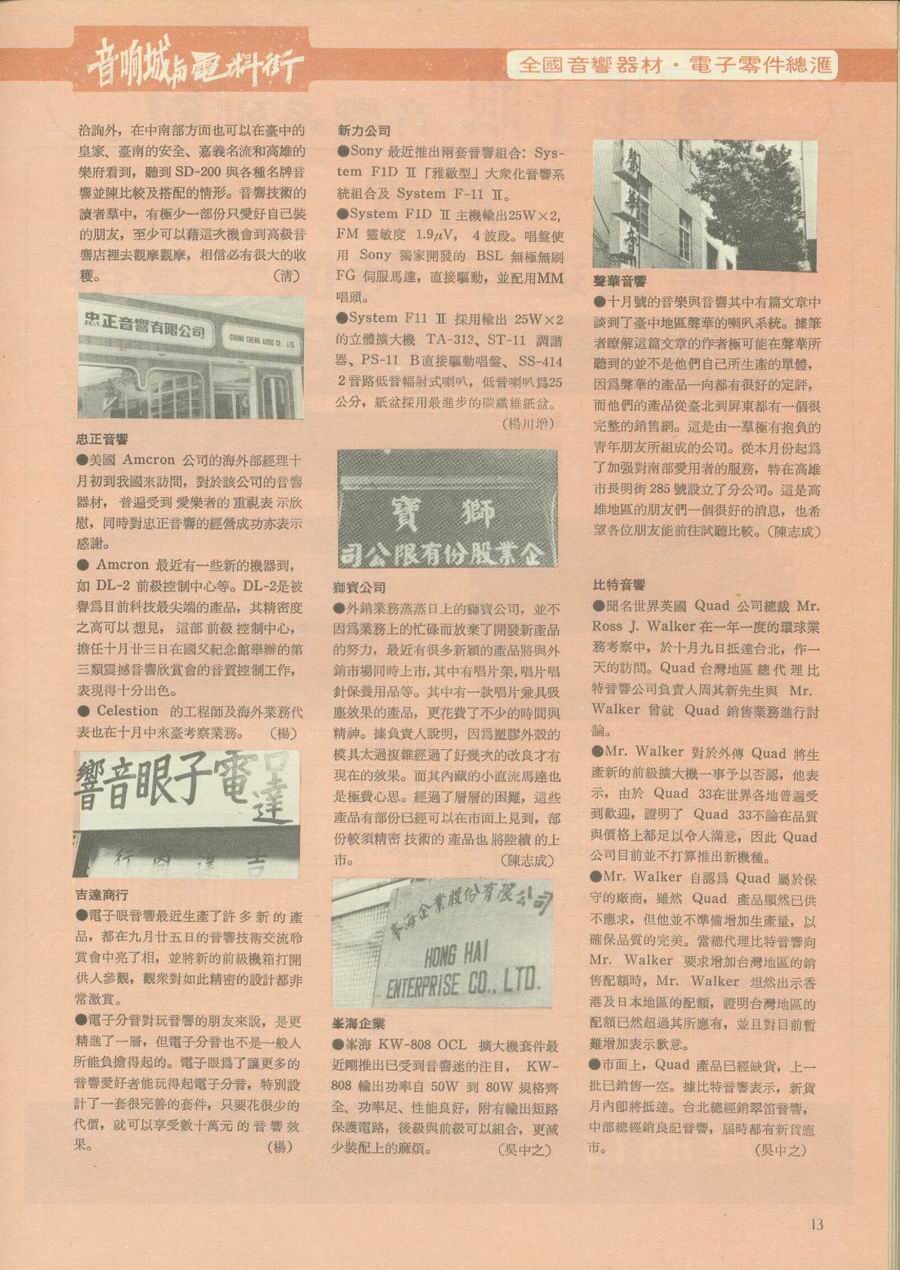 音响城与電料街
全國音響器材・電子零件總滙
洽詢外，在中南部方面也可以在臺中的
皇家、臺南的安全、嘉義名流和高雄的
樂府看到，聽到 SD-200 與各種名牌音
響並陳比較及搭配的情形。音響技術的
讀者羣中，有極少一部份只愛好自己裝
的朋友，至少可以藉這次機會到高級音
響店裡去觀摩觀摩，相信必有很大的收
穫。（淸）
忠正音響有限公司
CHUNG CHENG AUDIO CO. LTD.
忠正音響
●美國 Amcron 公司的海外部經理十
月初到我國來訪問，對於該公司的音響
器材，普遍受到愛樂者的重視表示欣
慰，同時對忠正音響的經營成功亦表示
感謝。
● Amcron 最近有一些新的機器到，
如 DL-2 前級控制中心等。DL-2是被
譽爲目前科技最尖端的產品，其精密度
之高可以想見，這部前級控制中心，
擔任十月廿三日在國父紀念館舉辦的第
三類震撼音響欣賞會的音質控制工作，
表現得十分出色。
● Celestion 的工程師及海外業務代
表也在十月中來臺考察業務。（楊）
響音眼子電
吉達
行商達吉
吉達商行
●電子眼音響最近生產了許多新的產
品，都在九月廿五日的音響技術交流聆
賞會中亮了相，並將新的前級機箱打開
供人參觀，觀衆對如此精密的設計都非
常激賞。
●電子分音對玩音響的朋友來說，是更
精進了一層，但電子分音也不是一般人
所能負擔得起的。電子眼爲了讓更多的
音響愛好者能玩得起電子分音，特別設
計了一套很完善的套件，只要花很少的
代價，就可以享受數十萬元的音響效
果。（楊）
新力公司
●Sony 最近推出兩套音響組合：Sys-
tem F1D Ⅱ「雅緻型」大衆化音響系
統組合及 System F-11 Ⅱ。
●System F1D Ⅱ主機輸出25W×2,
FM 靈敏度 1.9μV， 4波段。唱盤使
用 Sony 獨家開發的 BSL 無極無刷
FG 伺服馬達，直接驅動，並配用MM
唱頭。
●System F11 Ⅱ 採用輸出 25W×2
的立體擴大機 TA-313、ST-11 調諧
器、PS-11 B直接驅動唱盤、SS-414
2音路低音輻射式喇叭，低音喇叭爲25
公分，紙盆採用最進步的碳纖維紙盆。
（楊川增）
寶獅
司公限有份股業企
獅寶公司
●外銷業務蒸蒸日上的獅寶公司，並不
因爲業務上的忙碌而放棄了開發新產品
的努力，最近有很多新穎的產品將與外
銷市場同時上市，其中有唱片架，唱片唱
針保養用品等。其中有一款唱片兼具吸
塵效果的產品，更花費了不少的時間與
精神。據負責人說明，因爲塑膠外殼的
模具太過複雜經過了好幾次的改良才有
現在的效果。而其內藏的小直流馬達也
是極費心思。經過了層層的困難，這些
產品有部份已經可以在市面上見到，部
份較須精密技術的產品也將陸續的上
市。（陳志成）
峯海企業股份有限公司
HONG HAI
ENTERPRISE CO., LTD.
峯海企業
●峯海 KW-808 OCL 擴大機套件最
近剛推出已受到音響迷的注目， KW-
808 輸出功率自 50W 到 80W 規格齊
全、功率足、性能良好，附有輸出短路
保護電路，後級與前級可以組合，更減
少裝配上的麻煩。（吳中之）
聲華音響
聲華音響
●十月號的音樂與音響其中有篇文章中
談到了臺中地區聲華的喇叭系統。據筆
者瞭解這篇文章的作者極可能在聲華所
聽到的並不是他們自己所生產的單體，
因爲聲華的產品一向都有很好的定評，
而他們的產品從臺北到屏東都有一個很
完整的銷售網。這是由一羣極有抱負的
靑年朋友所組成的公司。從本月份起爲
了加强對南部愛用者的服務，特在高雄
市長明街 285 號設立了分公司。這是高
雄地區的朋友們一個很好的消息，也希
望各位朋友能前往試聽比較。（陳志成）
比特音響
●聞名世界英國 Quad 公司總裁 Mr.
Ross J. Walker 在一年一度的環球業
務考察中，於十月九日抵達台北，作一
天的訪問。Quad 台灣地區總代理比
特音響公司負責人周其新先生與 Mr.
Walker 曾就 Quad 銷售業務進行討
論。
●Mr. Walker 對於外傳 Quad 將生
產新的前級擴大機一事予以否認，他表
示，由於 Quad 33在世界各地普遍受
到歡迎，證明了 Quad 33不論在品質
與價格上都足以令人滿意，因此 Quad
公司目前並不打算推出新機種。
●Mr. Walker 自認爲 Quad 屬於保
守的廠商，雖然 Quad 產品顯然已供
不應求，但他並不準備增加生產量，以
確保品質的完美。當總代理比特音響向
Mr. Walker 要求增加台灣地區的銷
售配額時，Mr. Walker 坦然出示香
港及日本地區的配額，證明台灣地區的
配額已然超過其所應有，並且對目前暫
難增加表示歉意。
●市面上，Quad 產品已經缺貨，上一
批已銷售一空。據比特音響表示，新貨
月內卽將抵達。台北總經銷翠笛音響，
中部總經銷良記音響，屆時都有新貨應
市。（吳中之）
13